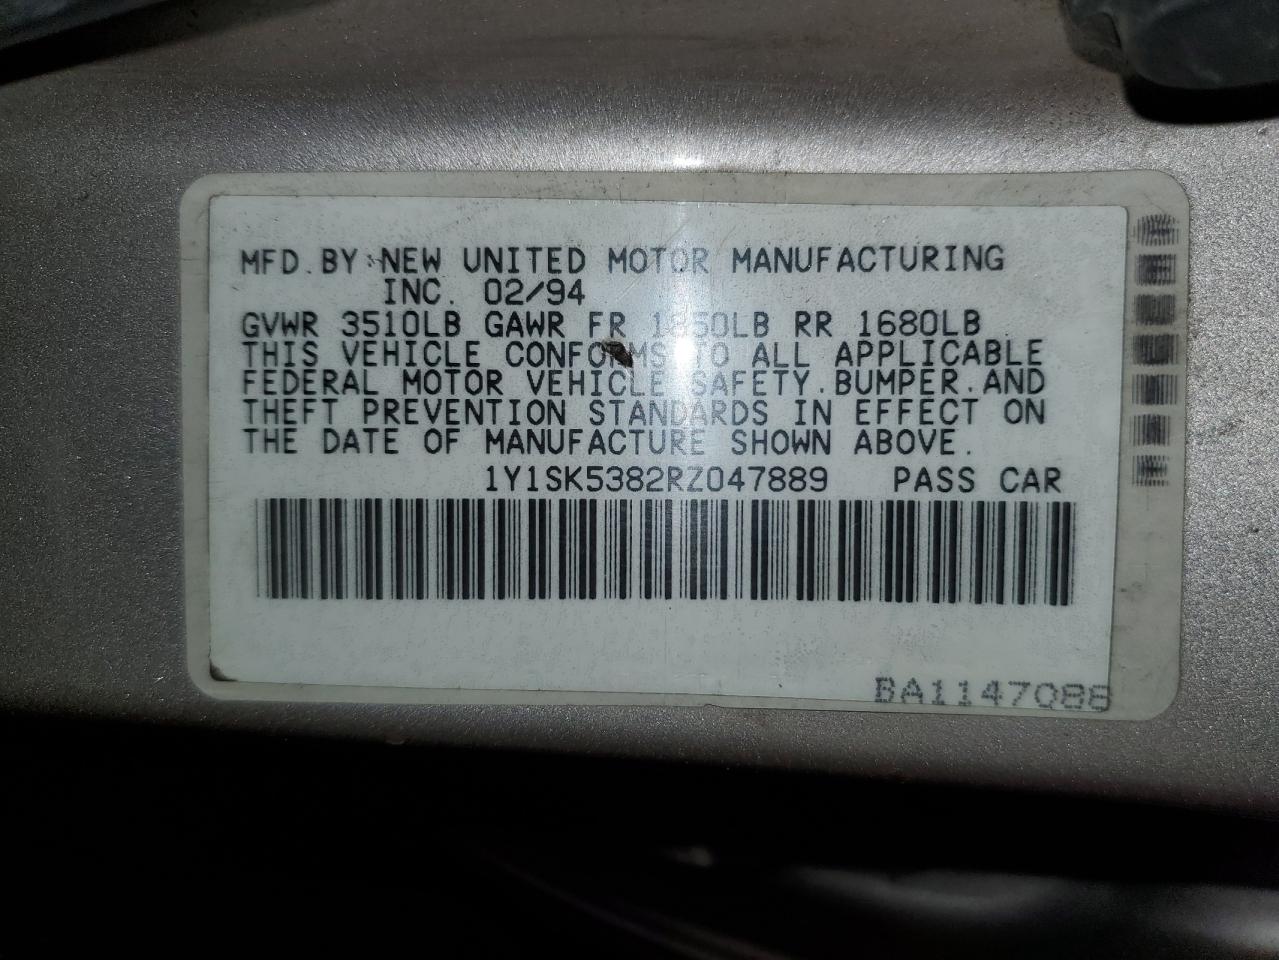 MFD. BY NEW UNITED MOTOR MANUFACTURING
INC. 02/94
GVWR 3510LB GAWR FR 1850LB RR 1680LB
THIS VEHICLE CONFORMS TO ALL APPLICABLE
FEDERAL MOTOR VEHICLE SAFETY.BUMPER.AND
THEFT PREVENTION STANDARDS IN EFFECT ON
THE DATE OF MANUFACTURE SHOWN ABOVE.
1Y1SK5382RZ047889 PASS CAR
BA1147088